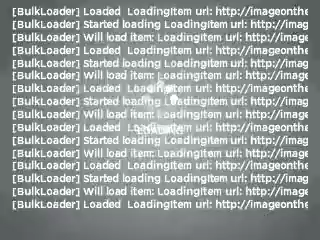 [BulkLoader] Loaded LoadingItem url: http://imageonthe
[BulkLoader] Started loading LoadingItem url: http://imag
[BulkLoader] Will load item: LoadingItem url: http://image
[BulkLoader] Loaded LoadingItem url: http://imageonthe
[BulkLoader] Started loading LoadingItem url: http://imag
[BulkLoader] Will load item: LoadingItem url: http://image
[BulkLoader] Loaded LoadingItem url: http://imageonthe
[BulkLoader] Started loading LoadingItem url: http://imag
[BulkLoader] Will load item: LoadingItem url: http://image
[BulkLoader] Loaded LoadingItem url: http://imageonthe
[BulkLoader] Started loading LoadingItem url: http://imag
[BulkLoader] Will load item: LoadingItem url: http://image
[BulkLoader] Loaded LoadingItem url: http://imageonthe
[BulkLoader] Started loading LoadingItem url: http://imag
[BulkLoader] Will load item: LoadingItem url: http://image
[BulkLoader] Loaded LoadingItem url: http://imageonthe